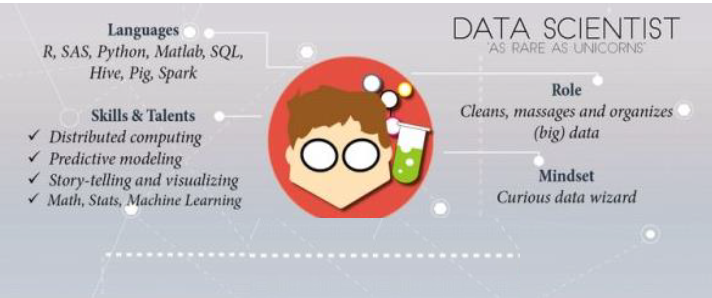 DATA SCIENTIST
"AS RARE AS UNICORNS"
Languages
R, SAS, Python, Matlab, SQL,
Hive, Pig, Spark
Skills & Talents
✓ Distributed computing
✓ Predictive modeling
✓ Story-telling and visualizing
✓ Math, Stats, Machine Learning
Role
Cleans, massages and organizes
(big) data
Mindset
Curious data wizard